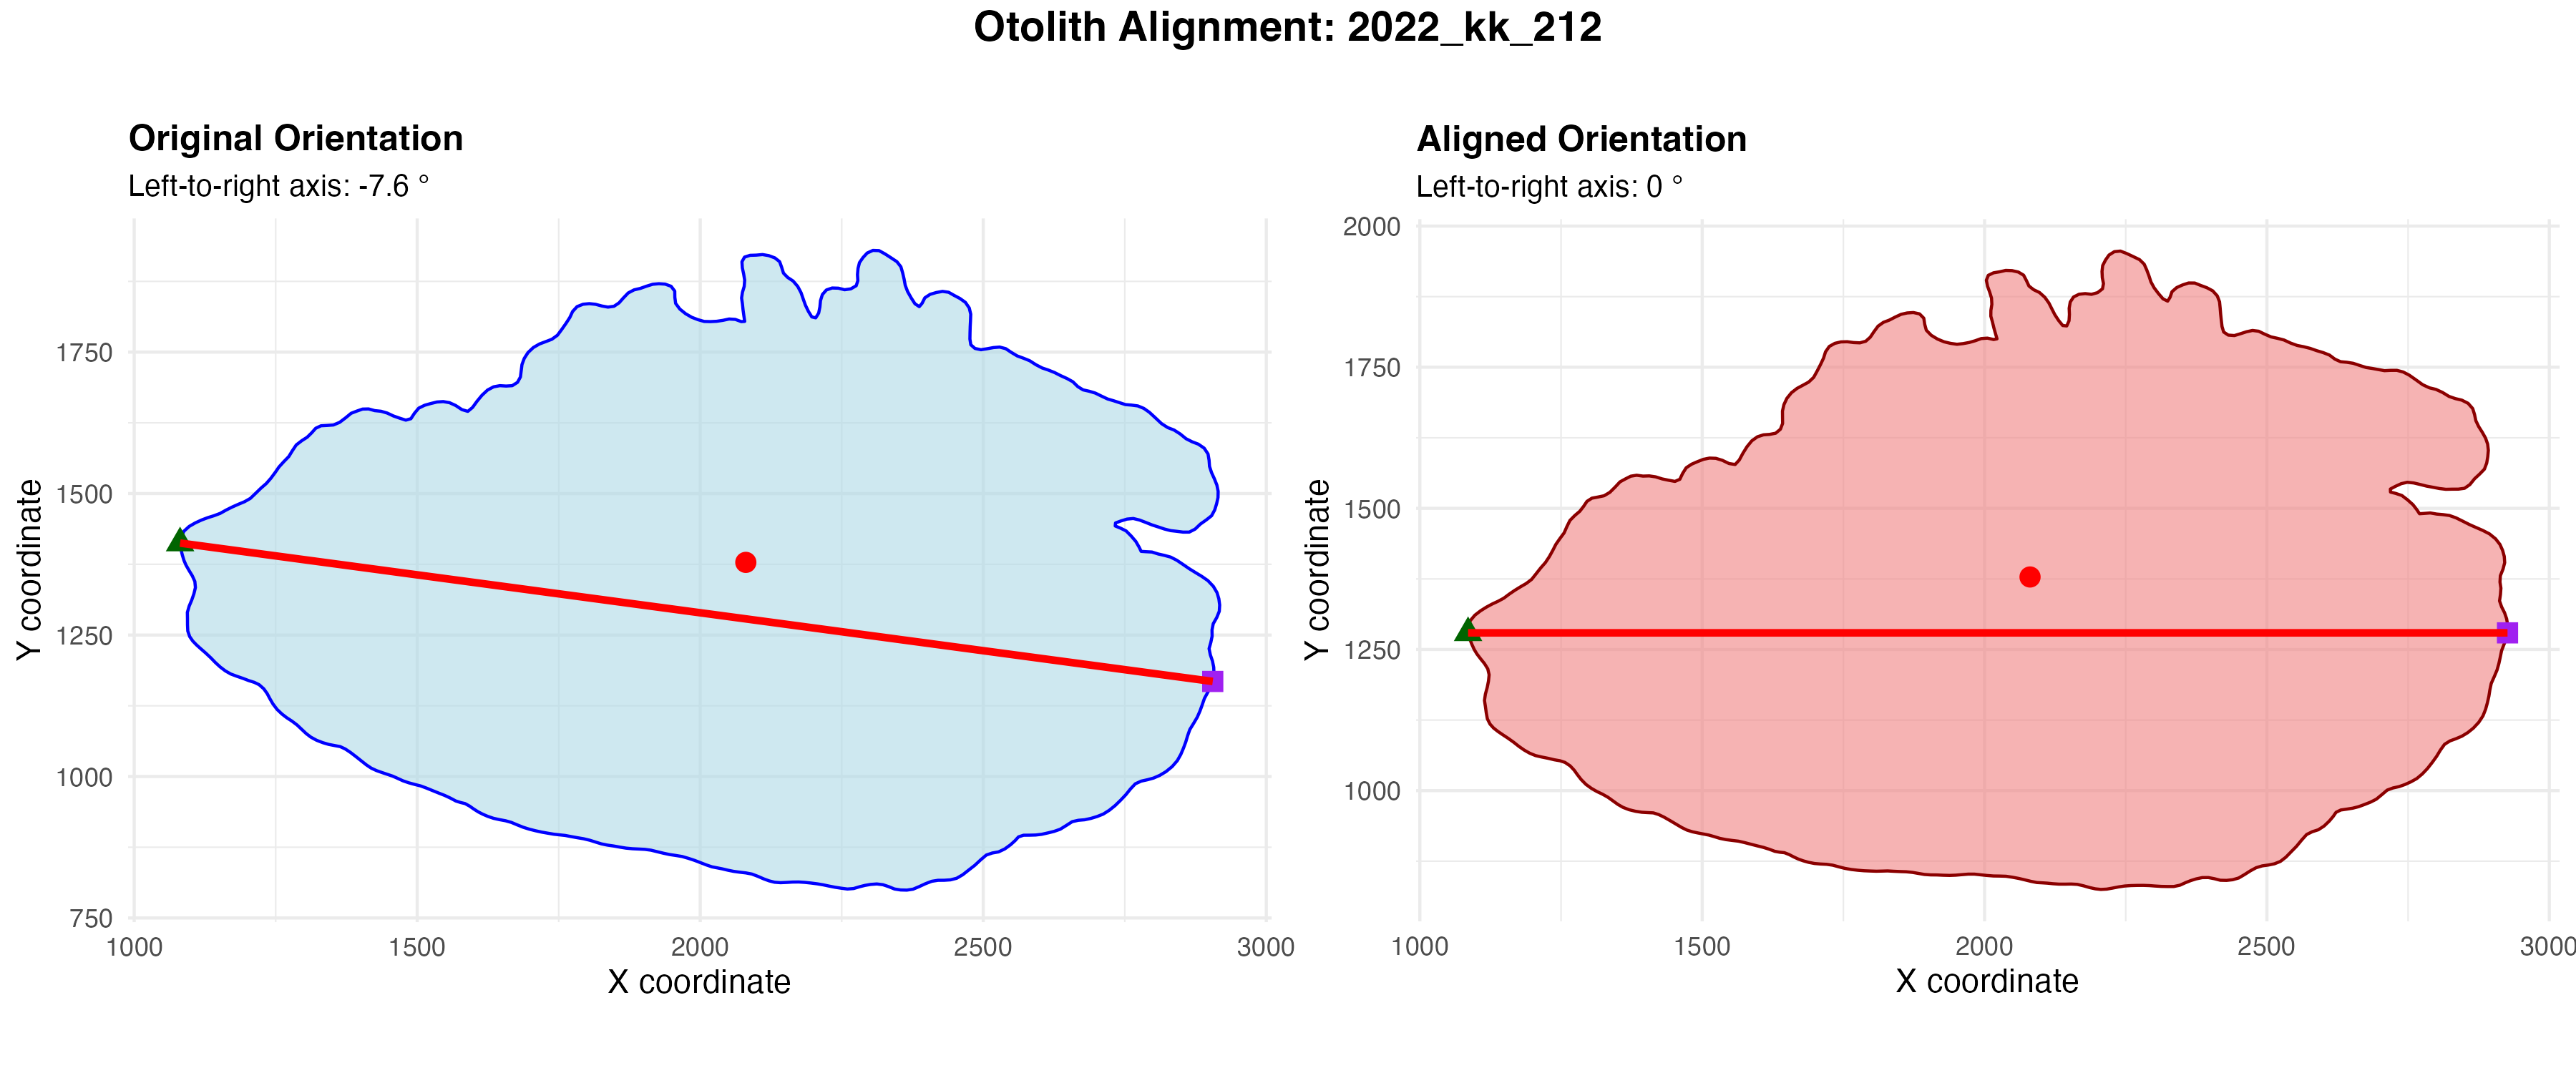 Otolith Alignment: 2022_kk_212
Original Orientation
Left-to-right axis: -7.6 °
Y coordinate
1750
1500
1250
1000
750
1000
1500
2000
2500
3000
X coordinate
Aligned Orientation
Left-to-right axis: 0 °
Y coordinate
2000
1750
1500
1250
1000
1000
1500
2000
2500
3000
X coordinate